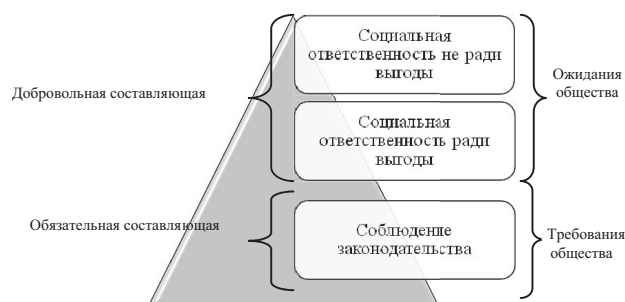 Социальная
ответственность не ради
выгоды
Добровольная составляющая
Ожидания
общества
Социальная
ответственность ради
выгоды
Обязательная составляющая
Соблюдение
законодательства
Требования
общества